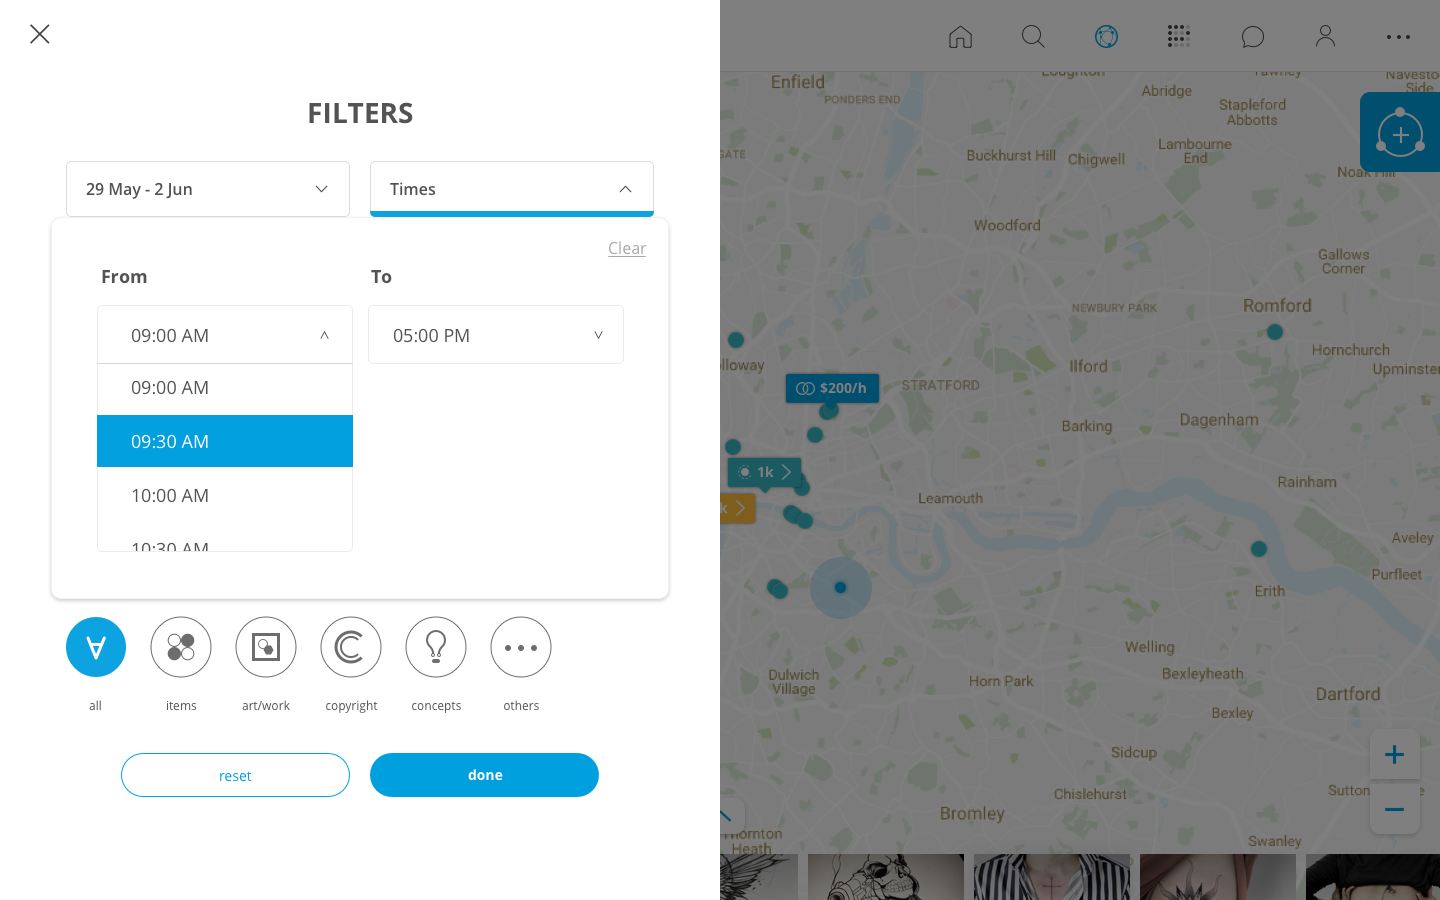 FILTERS
29 May - 2 Jun
Times
Clear
From
To
09:00 AM
05:00 PM
09:00 AM
09:30 AM
10:00 AM
10:30 AM
all
items
art/work
copyright
concepts
others
reset
done
Enfield
PONDERS END
Loughton
Abridge
Stapleford
Abbotts
Buckhurst Hill
Chigwell
Lambourne
End
Noak Hill
Side
GATE
Woodford
Gallows
Corner
NEWBURY PARK
Romford
Hornchurch
Upminster
lloway
Ilford
$200/h
STRATFORD
Dagenham
Barking
1k
k
Rainham
Leamouth
Aveley
Purfleet
Erith
Welling
Bexleyheath
Dulwich
Village
Horn Park
Dartford
Bexley
Sidcup
Chislehurst
Sutton
Bromley
Thornton
Heath
Swanley